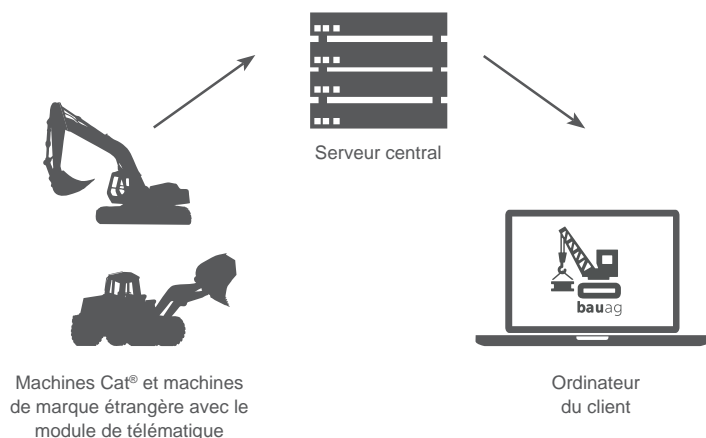 Serveur central
bauag
Machines Cat® et machines
de marque étrangère avec le
module de télématique
Ordinateur
du client